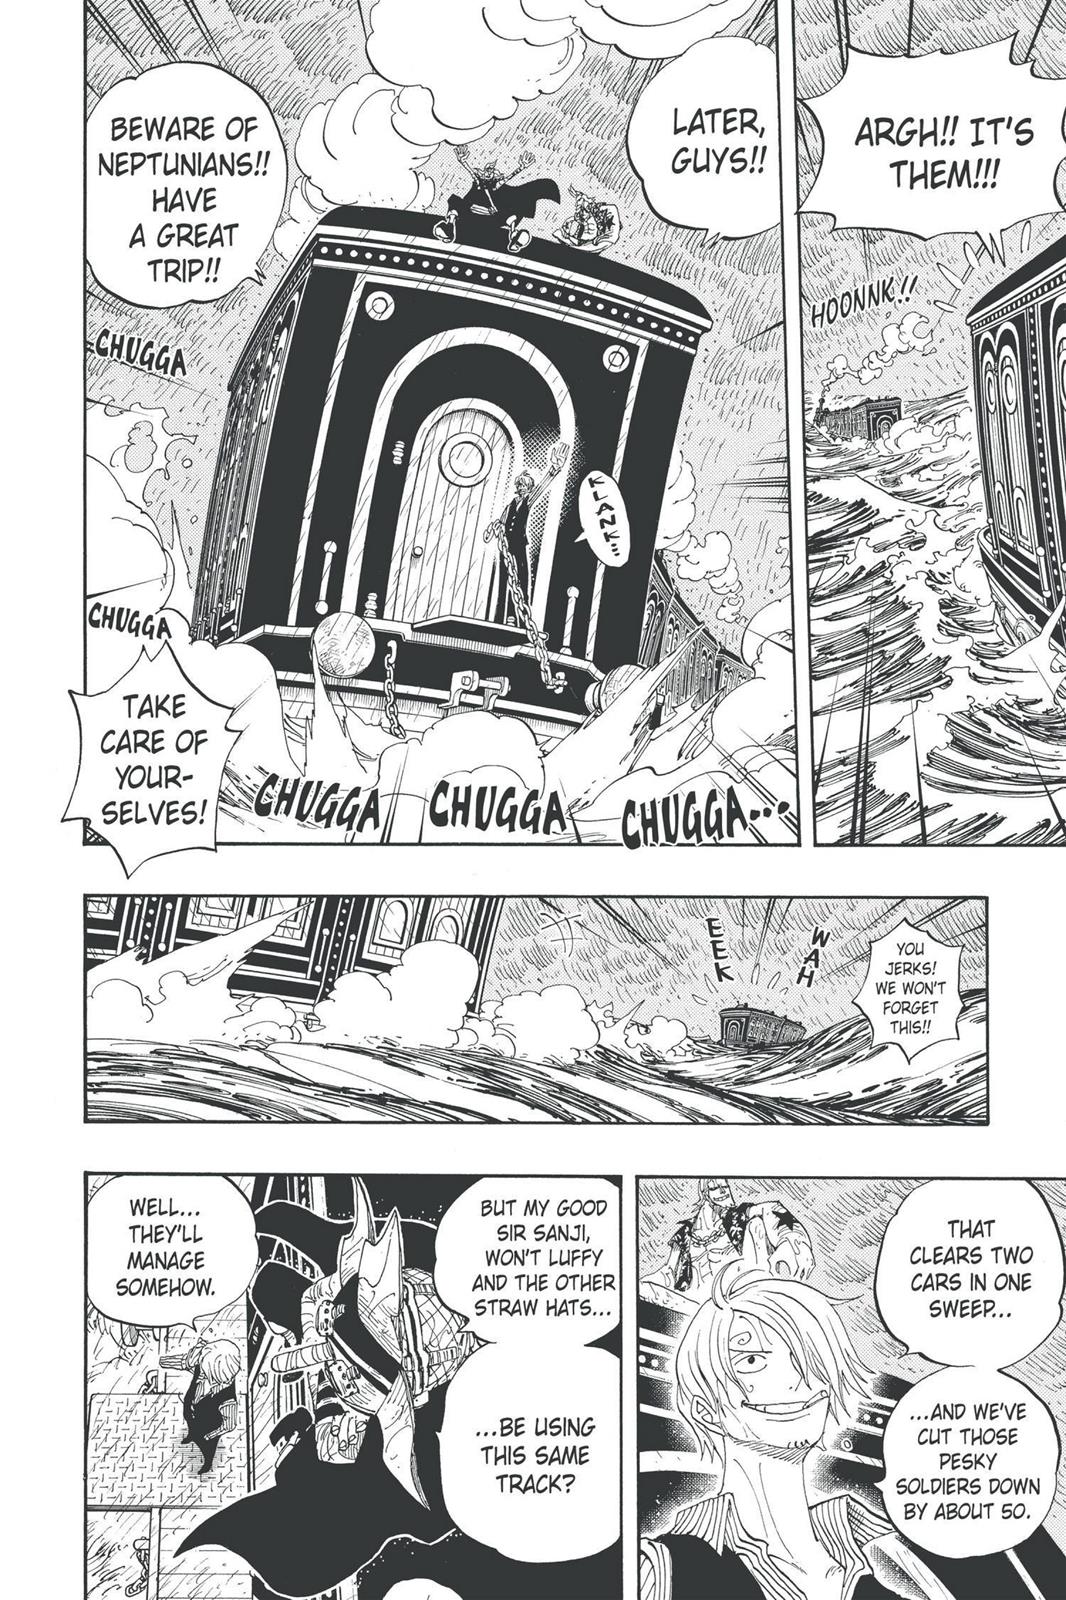 ARGH!! IT'S
THEM!!!
HOONNK!!
LATER,
GUYS!!
BEWARE OF
NEPTUNIANS!!
HAVE
A GREAT
TRIP!!
CHUGGA
KLANK...
CHUGGA
TAKE
CARE OF
YOUR-
SELVES!
CHUGGA
CHUGGA
CHUGGA...
YOU
JERKS!
WE WON'T
FORGET
THIS!!
WAH
EEK
THAT
CLEARS TWO
CARS IN ONE
SWEEP...
...AND WE'VE
CUT THOSE
PESKY
SOLDIERS DOWN
BY ABOUT 50.
BUT MY GOOD
SIR SANJI,
WON'T LUFFY
AND THE OTHER
STRAW HATS...
...BE USING
THIS SAME
TRACK?
WELL...
THEY'LL
MANAGE
SOMEHOW.